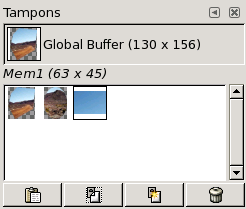 Tampons
Global Buffer (130 x 156)
Mem1 (63 x 45)